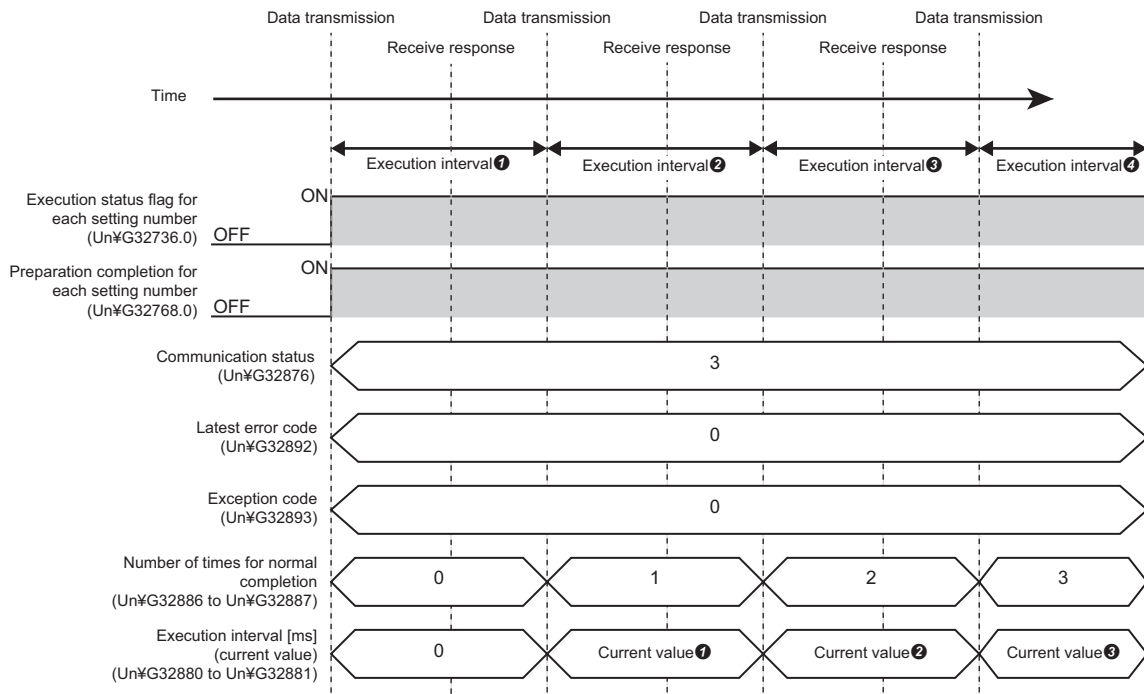 Data transmission Data transmission Data transmission Data transmission
Receive response Receive response Receive response
Time
Execution interval❶ Execution interval❷ Execution interval❸ Execution interval❹
Execution status flag for
each setting number
(Un¥G32736.0)
ON
OFF
Preparation completion for
each setting number
(Un¥G32768.0)
ON
OFF
Communication status
(Un¥G32876)
3
Latest error code
(Un¥G32892)
0
Exception code
(Un¥G32893)
0
Number of times for normal
completion
(Un¥G32886 to Un¥G32887)
0 1 2 3
Execution interval [ms]
(current value)
(Un¥G32880 to Un¥G32881)
0 Current value❶ Current value❷ Current value❸